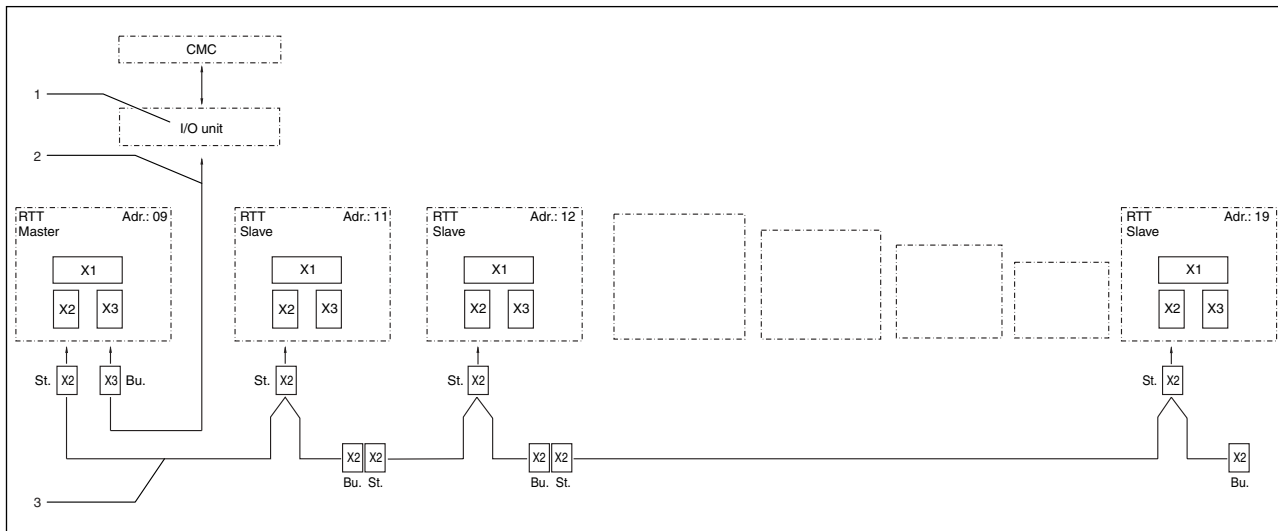 CMC
1
I/O unit
2
RTT Adr.: 09
Master
X1
X2 X3
RTT Adr.: 11
Slave
X1
X2 X3
RTT Adr.: 12
Slave
X1
X2 X3
RTT Adr.: 19
Slave
X1
X2 X3
St. X2 X3 Bu.
St. X2
St. X2
St. X2
X2 X2
Bu. St.
X2 X2
Bu. St.
X2
Bu.
3